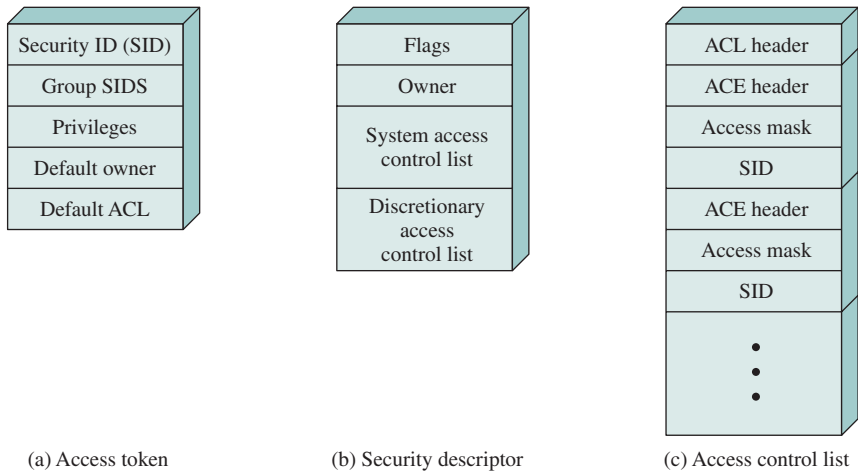 Security ID (SID)
Group SIDS
Privileges
Default owner
Default ACL
(a) Access token
Flags
Owner
System access
control list
Discretionary
access
control list
(b) Security descriptor
ACL header
ACE header
Access mask
SID
ACE header
Access mask
SID
(c) Access control list